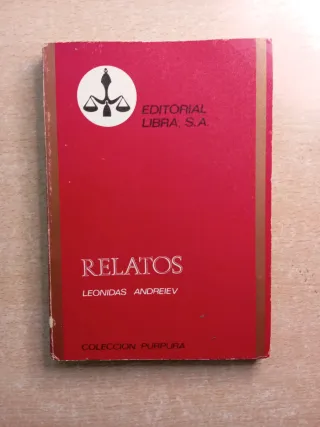 EDITORIAL
LIBRA, S.A.
RELATOS
LEONIDAS ANDREIEV
COLECCION PURPURA